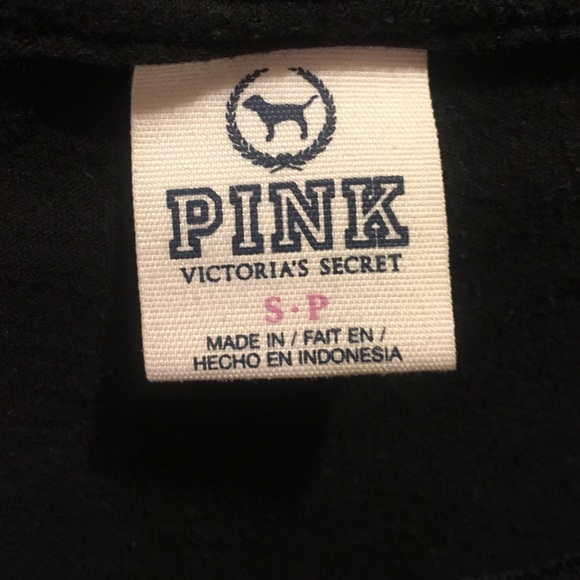 PINK
VICTORIA'S SECRET
S·P
MADE IN / FAIT EN /
HECHO EN INDONESIA